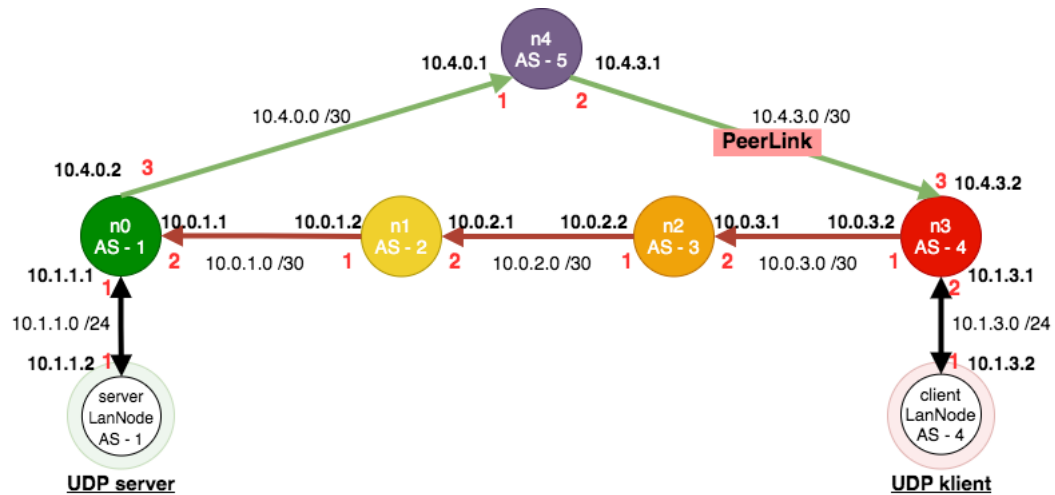 n4
AS - 5
10.4.0.1
10.4.3.1
1
2
10.4.0.0 /30
10.4.3.0 /30
PeerLink
10.4.0.2
3
3
10.4.3.2
n0
AS - 1
10.0.1.1
10.0.1.2
n1
AS - 2
10.0.2.1
10.0.2.2
n2
AS - 3
10.0.3.1
10.0.3.2
n3
AS - 4
2
10.0.1.0 /30
1
2
10.0.2.0 /30
1
2
10.0.3.0 /30
1
10.1.1.1
1
2
10.1.3.1
10.1.1.0 /24
10.1.3.0 /24
10.1.1.2
1
1
10.1.3.2
server
LanNode
AS - 1
client
LanNode
AS - 4
UDP server
UDP klient